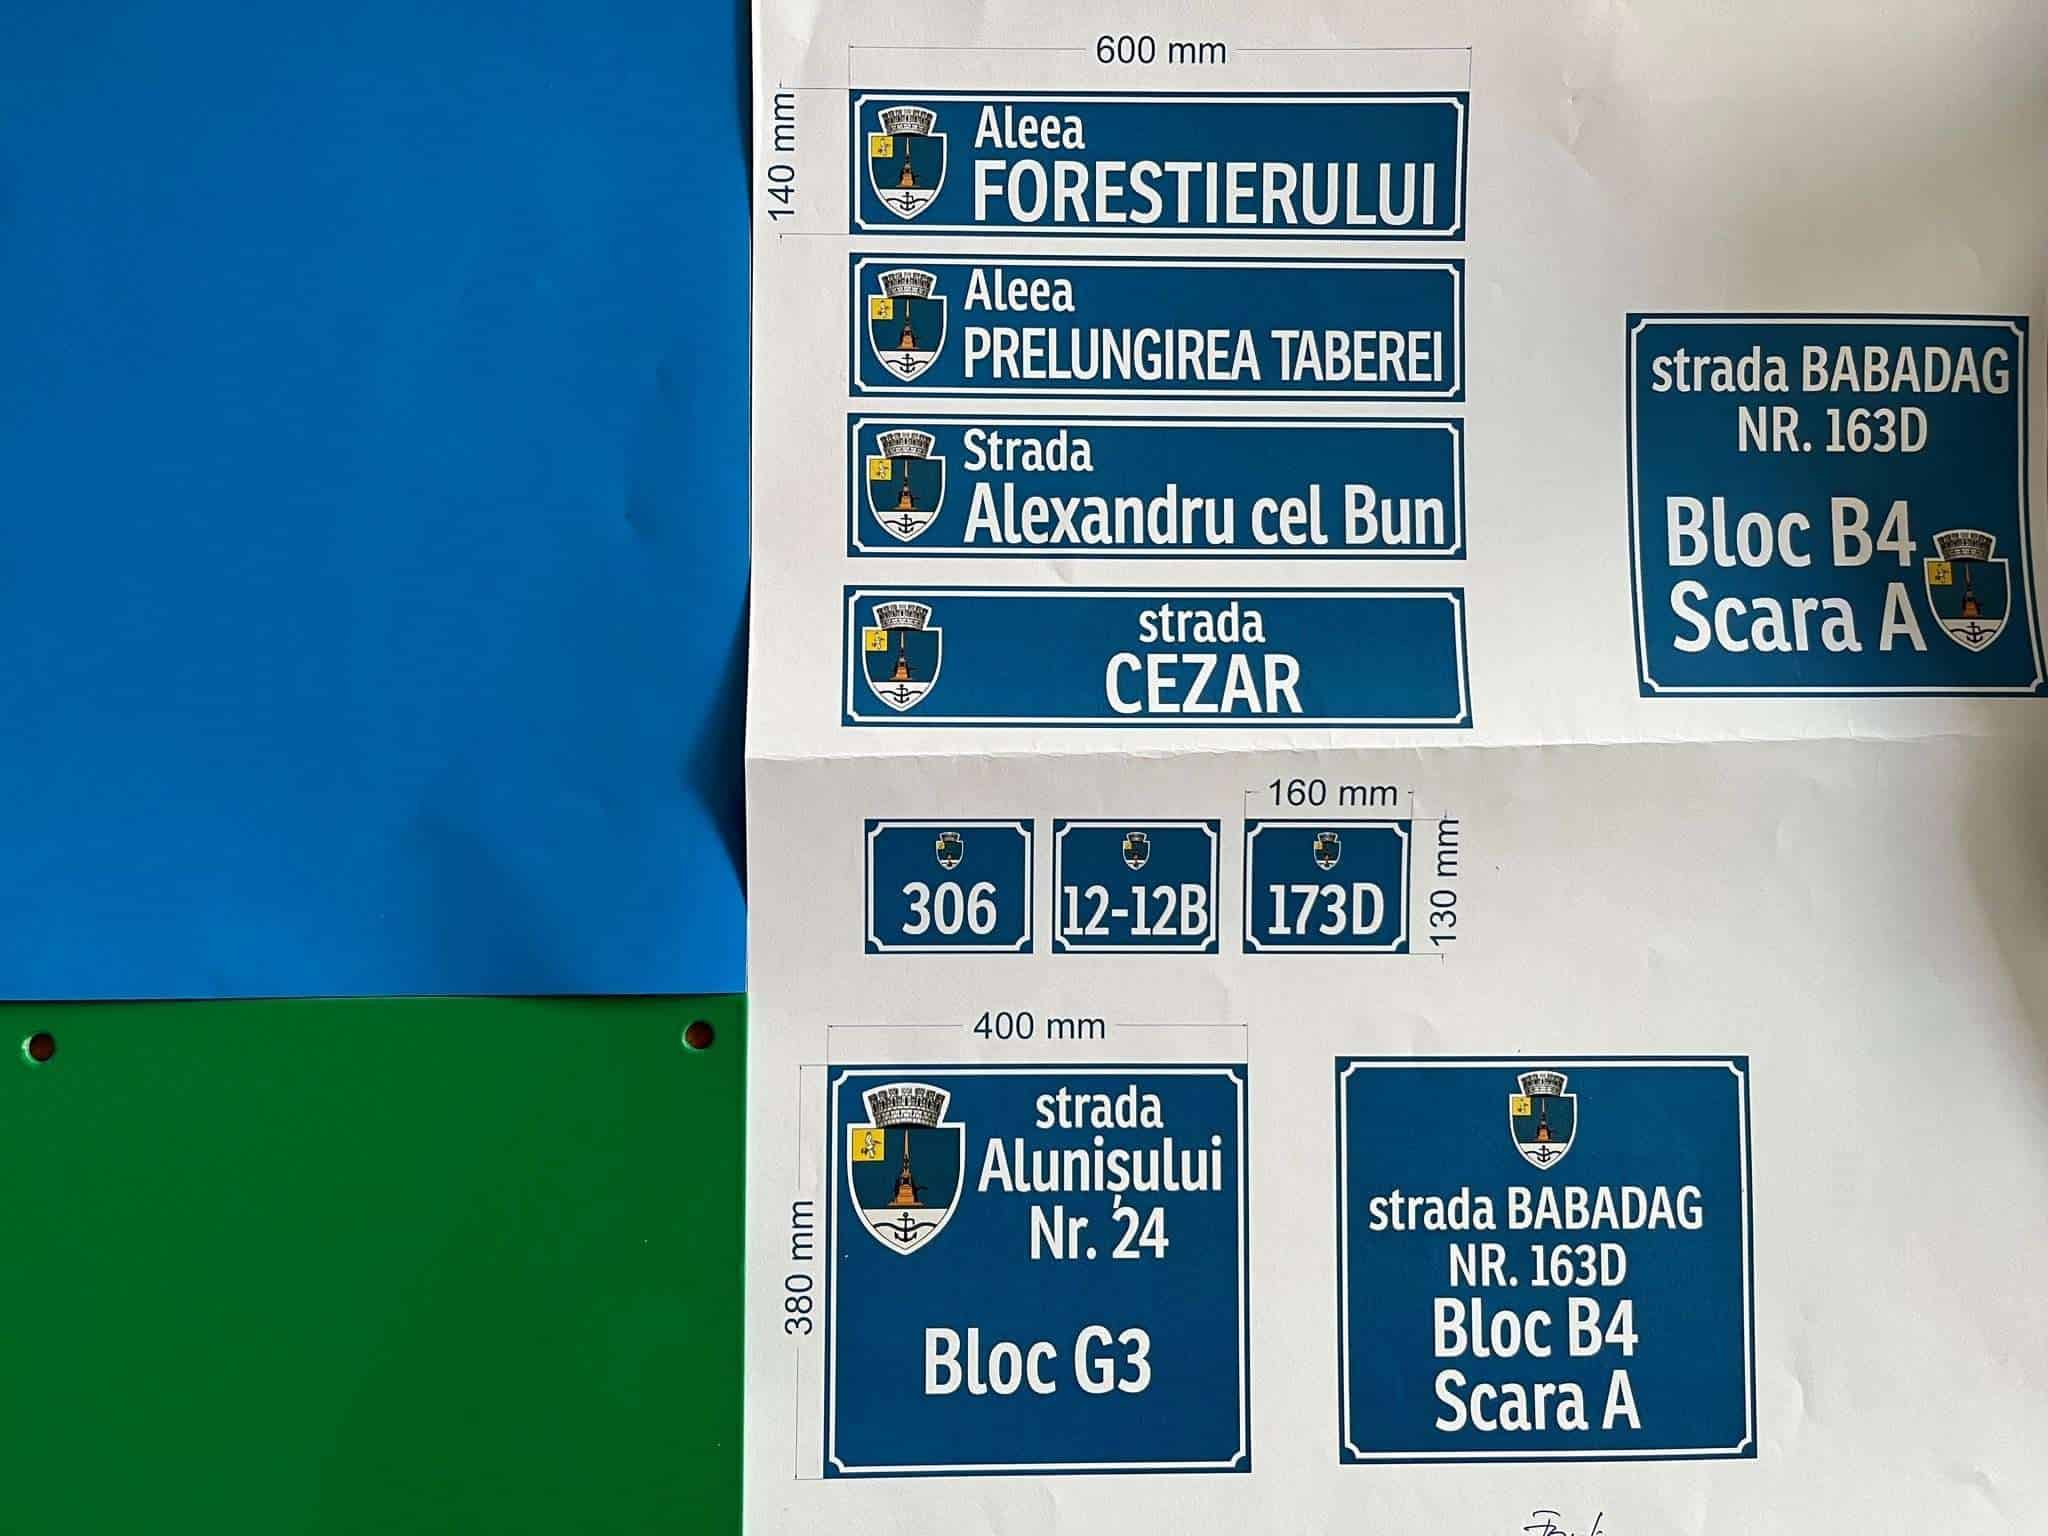 600 mm
140 mm
Aleea
FORESTIERULUI
Aleea
PRELUNGIREA TABEREI
Strada
Alexandru cel Bun
strada
CEZAR
strada BABADAG
NR. 163D
Bloc B4
Scara A
160 mm
130 mm
306
12-12B
173D
400 mm
380 mm
strada
Alunișului
Nr. 24
Bloc G3
strada BABADAG
NR. 163D
Bloc B4
Scara A